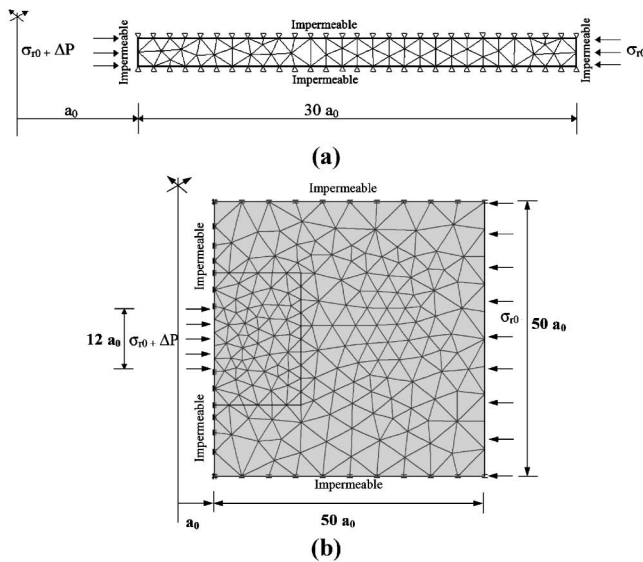 Impermeable
σr0 + ΔP
Impermeable
Impermeable
σr0
Impermeable
a0
30 a0
(a)
Impermeable
Impermeable
12 a0
σr0 + ΔP
σr0
50 a0
Impermeable
Impermeable
a0
50 a0
(b)